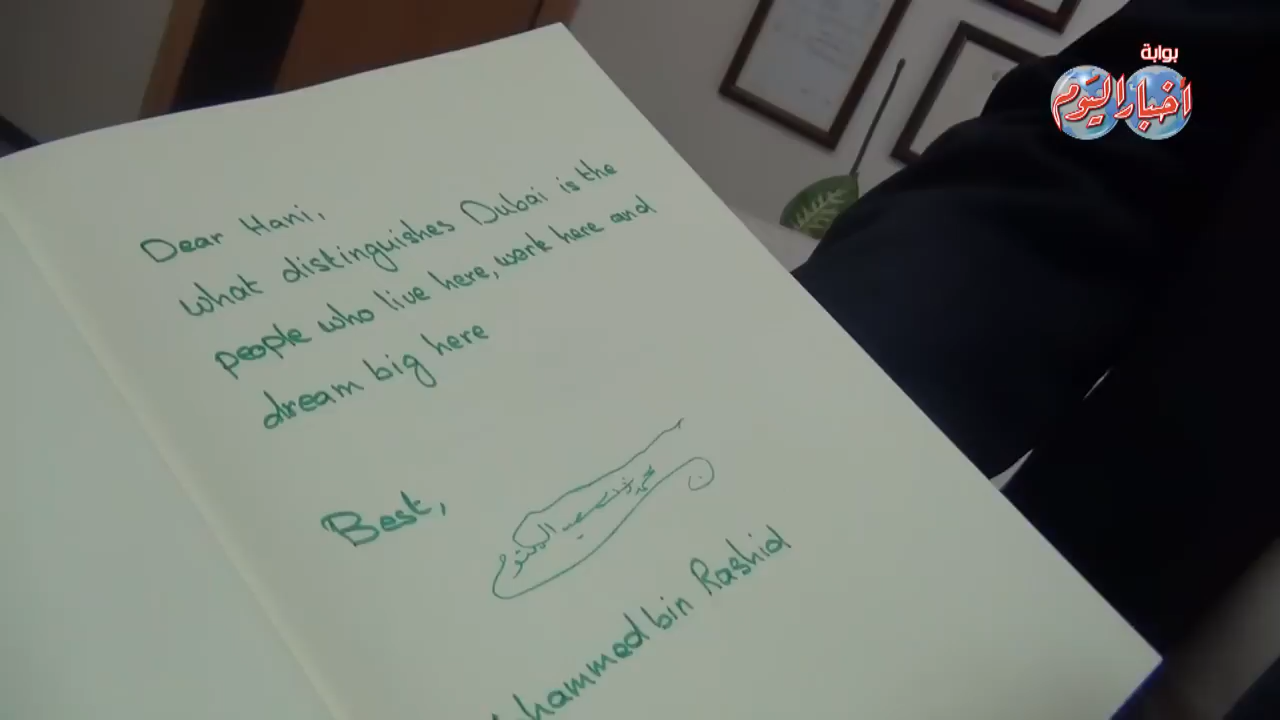 بوابة
أخبار اليوم
Dear Hani,
what distinguishes Dubai is the
people who live here, work here and
dream big here
Best,
hammed bin Rashid